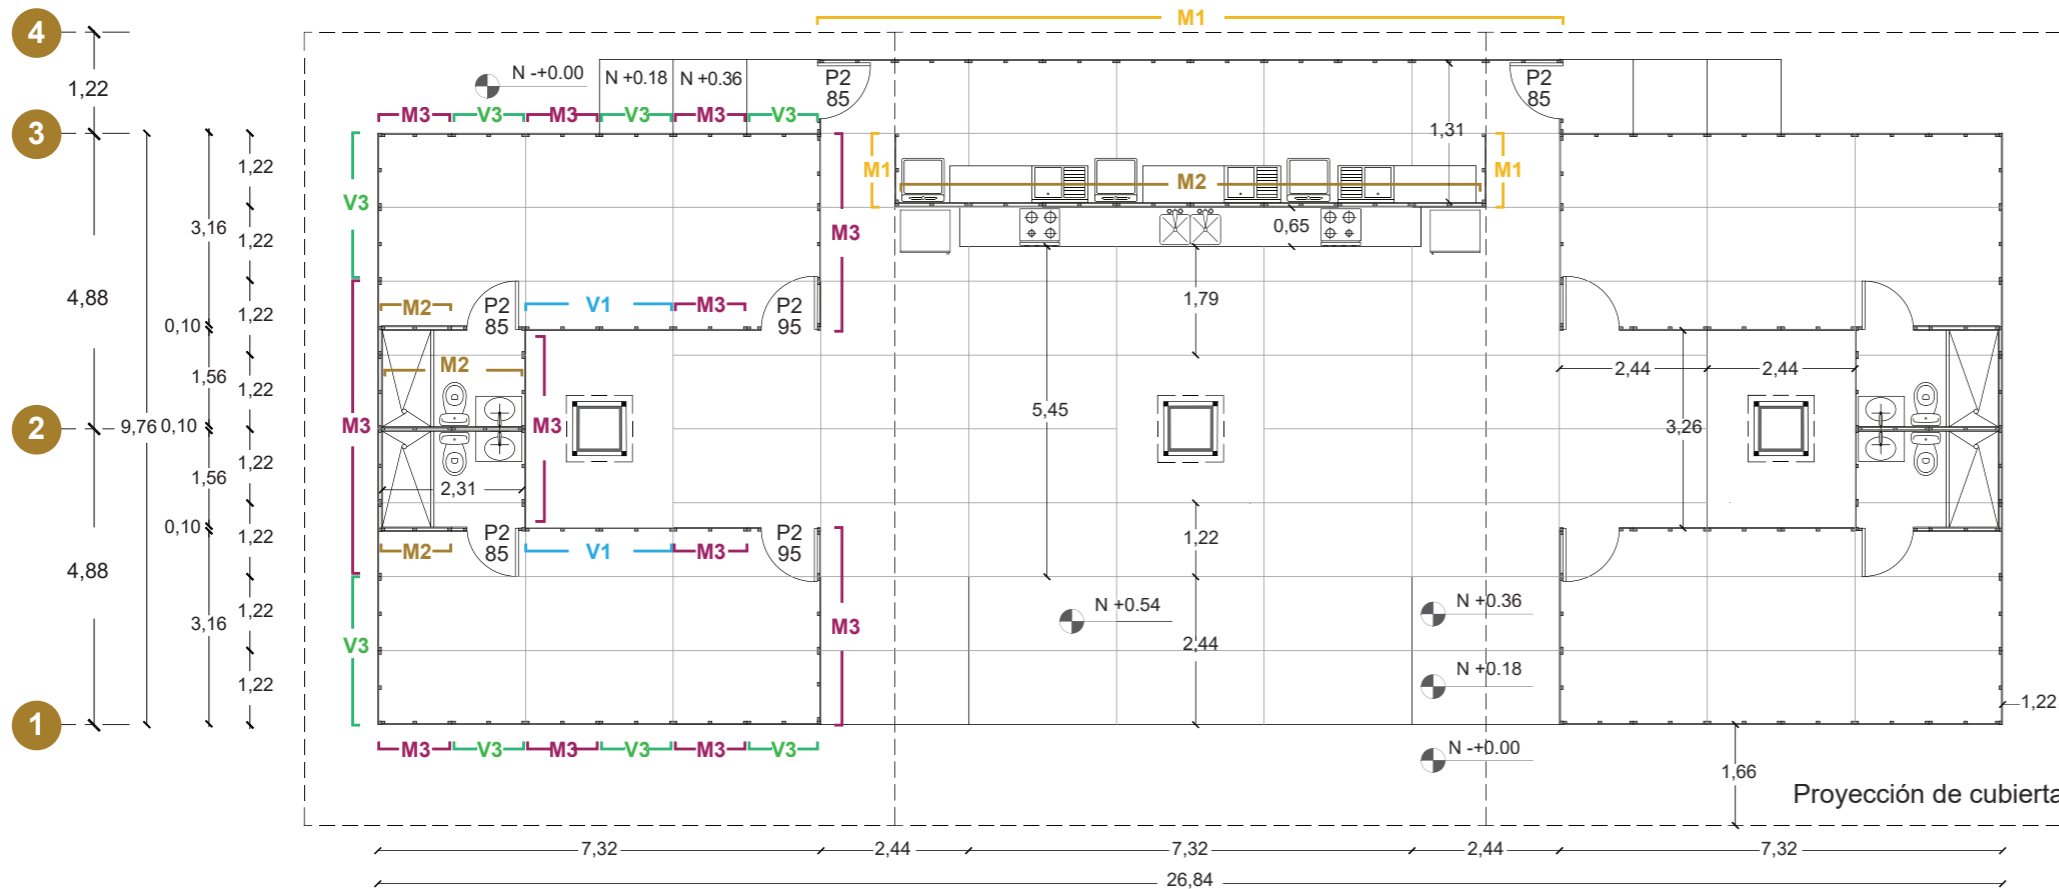 M1
4
N -+0.00
N +0.18
N +0.36
P2
85
P2
85
1,22
M3
V3
M3
V3
M3
V3
3
1,31
1,22
V3
M1
M2
M1
1,22
3,16
M3
0,65
4,88
1,22
M2
P2
85
V1
M3
P2
95
1,79
0,10
M2
1,56
1,22
2,44
2,44
5,45
2
9,76
0,10
M3
M3
3,26
1,22
1,56
2,31
0,10
P2
85
P2
95
1,22
1,22
M2
V1
M3
4,88
N +0.54
N +0.36
1,22
3,16
M3
V3
2,44
N +0.18
1,22
1
1,22
M3
V3
M3
V3
M3
V3
N -+0.00
1,66
Proyección de cubierta
7,32
2,44
7,32
2,44
7,32
26,84